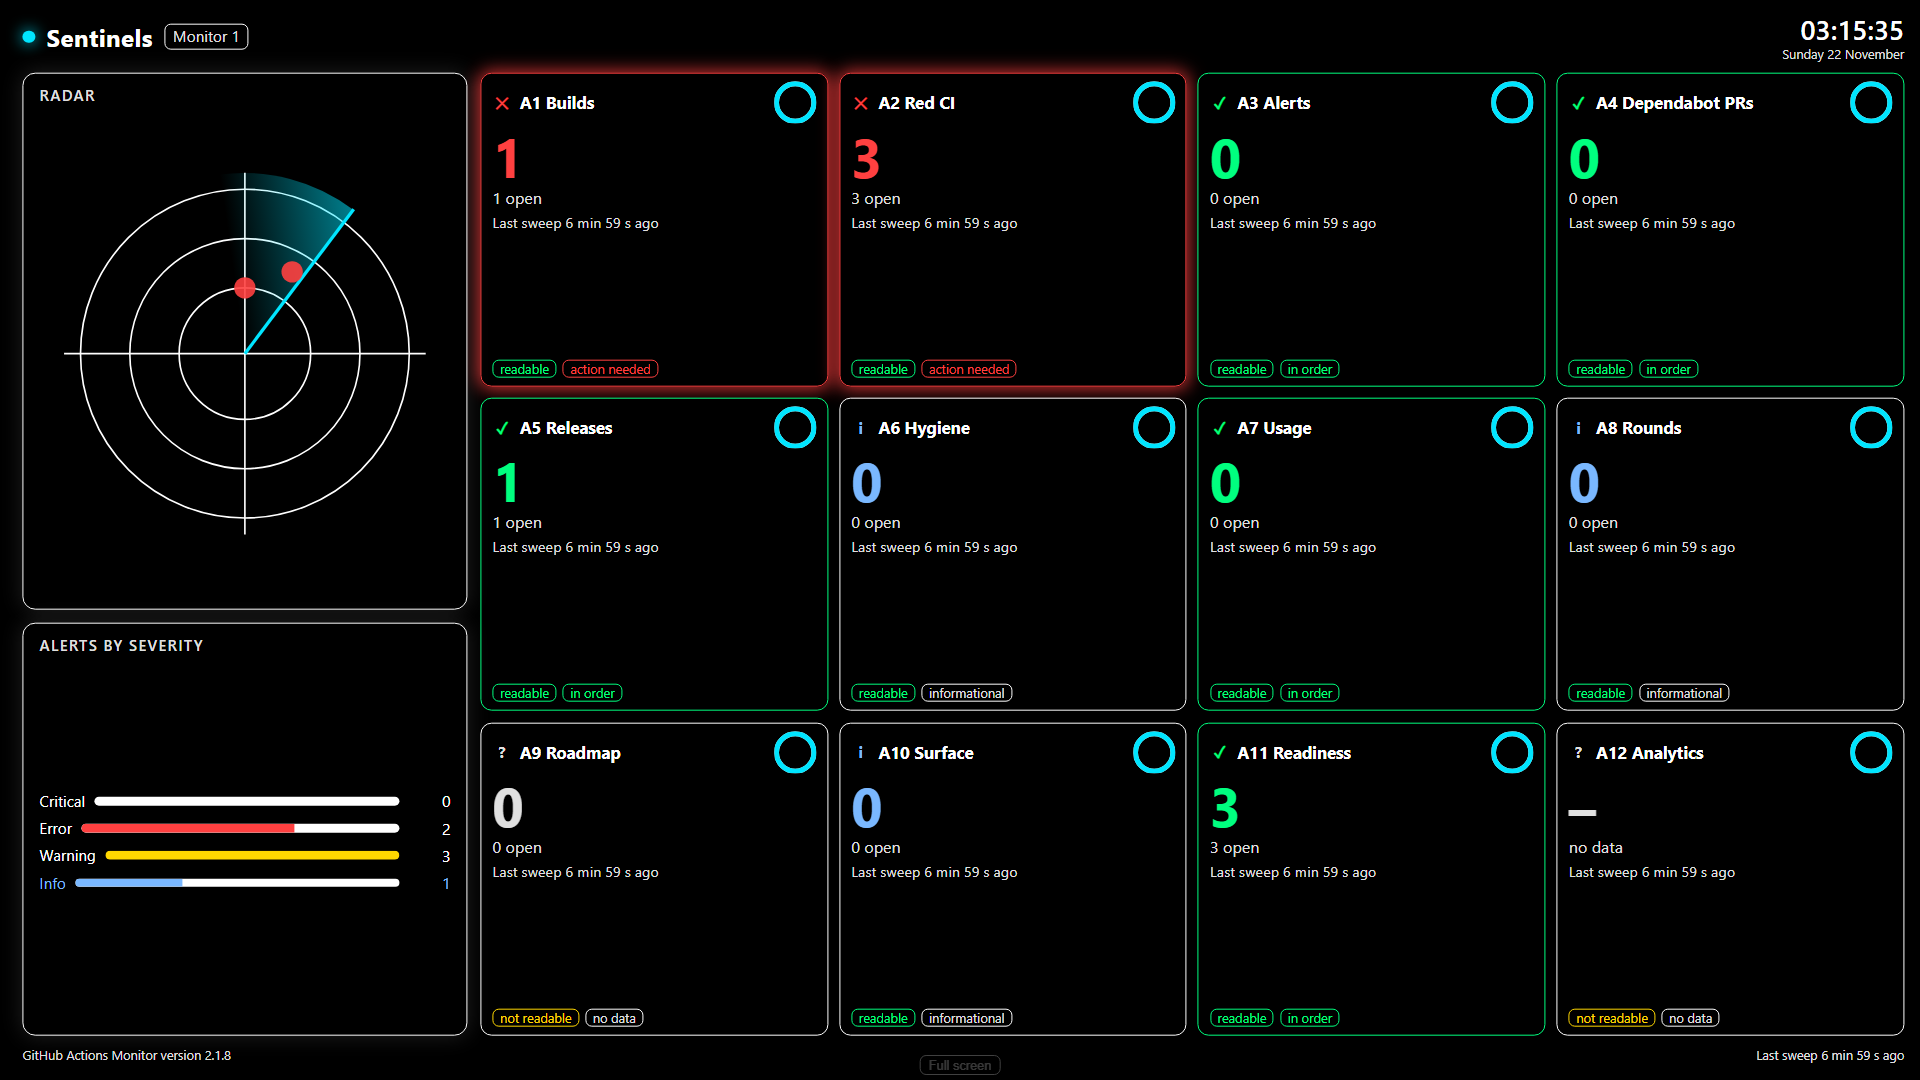 Sentinels
Monitor 1
03:15:35
Sunday 22 November
RADAR
ALERTS BY SEVERITY
Critical 0
Error 2
Warning 3
Info 1
A1 Builds
1
1 open
Last sweep 6 min 59 s ago
readable action needed
A2 Red CI
3
3 open
Last sweep 6 min 59 s ago
readable action needed
A3 Alerts
0
0 open
Last sweep 6 min 59 s ago
readable in order
A4 Dependabot PRs
0
0 open
Last sweep 6 min 59 s ago
readable in order
A5 Releases
1
1 open
Last sweep 6 min 59 s ago
readable in order
A6 Hygiene
0
0 open
Last sweep 6 min 59 s ago
readable informational
A7 Usage
0
0 open
Last sweep 6 min 59 s ago
readable in order
A8 Rounds
0
0 open
Last sweep 6 min 59 s ago
readable informational
? A9 Roadmap
0
0 open
Last sweep 6 min 59 s ago
not readable no data
A10 Surface
0
0 open
Last sweep 6 min 59 s ago
readable informational
A11 Readiness
3
3 open
Last sweep 6 min 59 s ago
readable in order
? A12 Analytics
–
no data
Last sweep 6 min 59 s ago
not readable no data
GitHub Actions Monitor version 2.1.8
Full screen
Last sweep 6 min 59 s ago